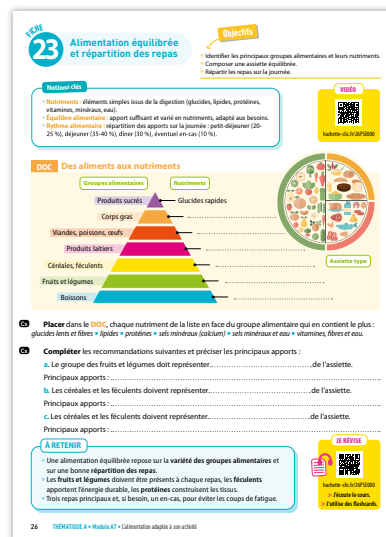 FICHE
23
Alimentation équilibrée
et répartition des repas
Objectifs
• Identifier les principaux groupes alimentaires et leurs nutriments.
• Composer une assiette équilibrée.
• Répartir les repas sur la journée.
Notions clés
• Nutriments : éléments simples issus de la digestion (glucides, lipides, protéines,
vitamines, minéraux, eau).
• Équilibre alimentaire : apport suffisant et varié en nutriments, adapté aux besoins.
• Rythme alimentaire : répartition des apports sur la journée : petit-déjeuner (20-
25 %), déjeuner (35-40 %), dîner (30 %), éventuel en-cas (10 %).
VIDÉO
hachette-clic.fr/26PSE000
DOC Des aliments aux nutriments
Groupes alimentaires
Nutriments
Produits sucrés
Glucides rapides
Corps gras
Viandes, poissons, œufs
Produits laitiers
Céréales, féculents
Fruits et légumes
Boissons
Assiette type
Placer dans le DOC, chaque nutriment de la liste en face du groupe alimentaire qui en contient le plus :
glucides lents et fibres • lipides • protéines • sels minéraux (calcium) • sels minéraux et eau • vitamines, fibres et eau.
Compléter les recommandations suivantes et préciser les principaux apports :
a. Le groupe des fruits et légumes doit représenter........................de l'assiette.
Principaux apports :
b. Les céréales et les féculents doivent représenter........................de l'assiette.
Principaux apports :
c. Les céréales et les féculents doivent représenter........................de l'assiette.
Principaux apports :
À RETENIR
• Une alimentation équilibrée repose sur la variété des groupes alimentaires et
sur une bonne répartition des repas.
• Les fruits et légumes doivent être présents à chaque repas, les féculents
apportent l'énergie durable, les protéines construisent les tissus.
• Trois repas principaux et, si besoin, un en-cas, pour éviter les coups de fatigue.
JE RÉVISE
hachette-clic.fr/26PSE000
> J'écoute le cours.
> J'utilise des flashcards.
26 THÉMATIQUE A • Module A7 • L'alimentation adaptée à son activité